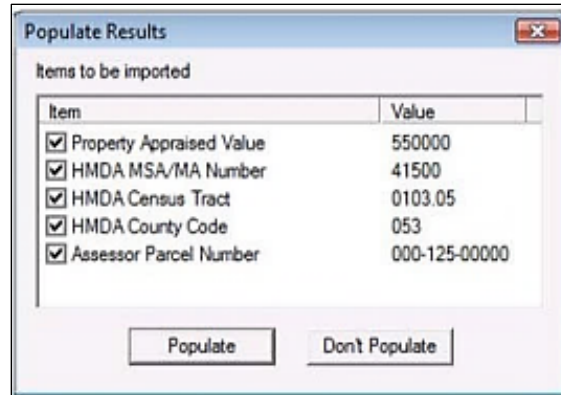 Populate Results
Items to be imported
Item Value
Property Appraised Value 550000
HMDA MSA/MA Number 41500
HMDA Census Tract 0103.05
HMDA County Code 053
Assessor Parcel Number 000-125-00000
Populate Don't Populate